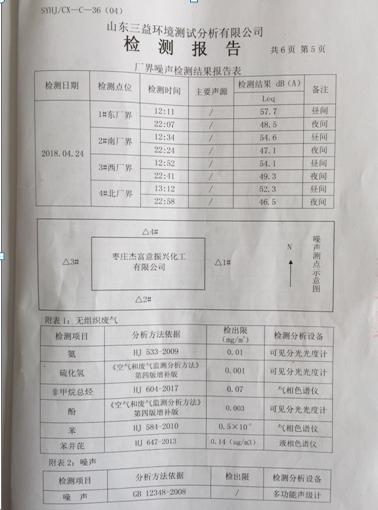 SYHJ/CX-C-36（04）
山东三益环境测试分析有限公司
检 测 报 告 共6页 第5页
厂界噪声检测结果报告表
检测日期 检测点位 检测时间 主要声源 检测结果 dB（A） 备注
Leq
2018.04.24
1#东厂界 12:11 / 57.7 昼间
22:07 / 48.5 夜间
2#南厂界 12:34 / 54.6 昼间
22:24 / 47.1 夜间
3#西厂界 12:52 / 54.1 昼间
22:41 / 49.3 夜间
4#北厂界 13:12 / 52.3 昼间
22:58 / 46.5 夜间
△4#
△3# 枣庄杰富意振兴化工 △1#
有限公司
△2#
N
噪声测点示意图
附表1：无组织废气
检测项目 分析方法依据 检出限 检测分析设备
(mg/m³)
氨 HJ 533-2009 0.01 可见分光光度计
硫化氢 《空气和废气监测分析方法》 0.001 可见分光光度计
第四版增补版
非甲烷总烃 HJ 604-2017 0.07 气相色谱仪
酚 《空气和废气监测分析方法》 0.003 可见分光光度计
第四版增补版
苯 HJ 584-2010 气相色谱仪
苯并芘 HJ 647-2013 0.14（ug/m3） 液相色谱仪
附表2：噪声
检测项目 分析方法依据 检出限 检测分析设备
噪 声 GB 12348-2008 / 多功能声级计